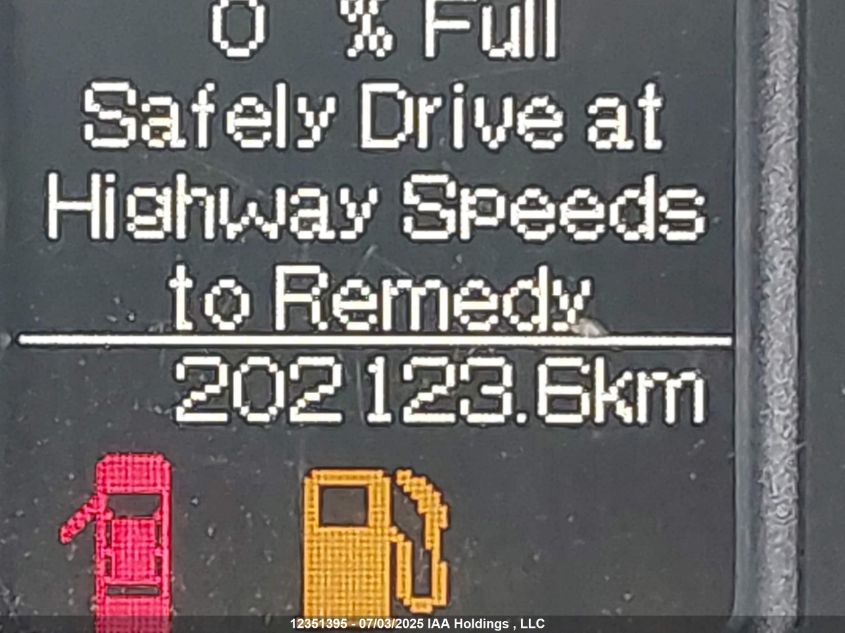 0 % Full
Safely Drive at
Highway Speeds
to Remedy
202123.6km
12351395 - 07/03/2025 IAA Holdings , LLC